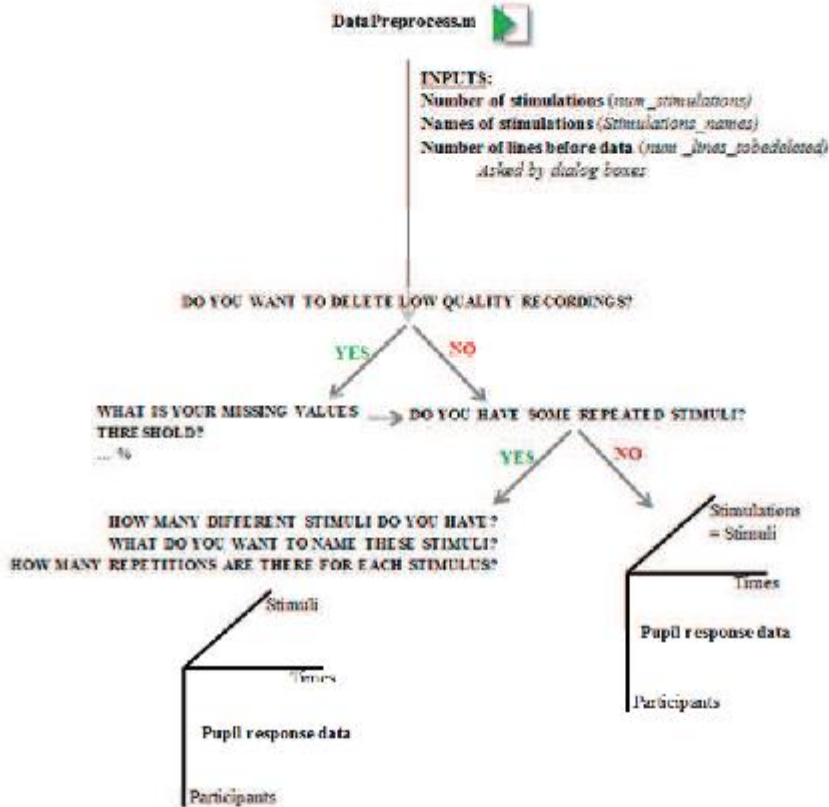 DataPreprocess.m
INPUTS:
Number of stimulations (num_stimulations)
Names of stimulations (Stimulations_names)
Number of lines before data (num_lines_tobedeleted)
Asked by dialog boxes
DO YOU WANT TO DELETE LOW QUALITY RECORDINGS?
YES
NO
WHAT IS YOUR MISSING VALUES
THRESHOLD?
... %
DO YOU HAVE SOME REPEATED STIMULI?
YES
NO
HOW MANY DIFFERENT STIMULI DO YOU HAVE?
WHAT DO YOU WANT TO NAME THESE STIMULI?
HOW MANY REPETITIONS ARE THERE FOR EACH STIMULUS?
Stimuli
Times
Pupil response data
Participants
Stimulations
= Stimuli
Times
Pupil response data
Participants